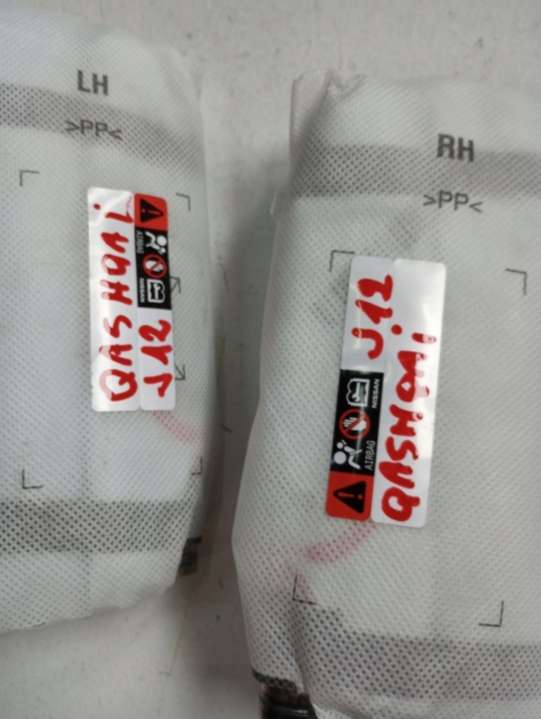 LH
>PP<
QASHQAi
J12
AIRBAG
NISSAN
RH
>PP<
J12
QASHQAi
AIRBAG
NISSAN